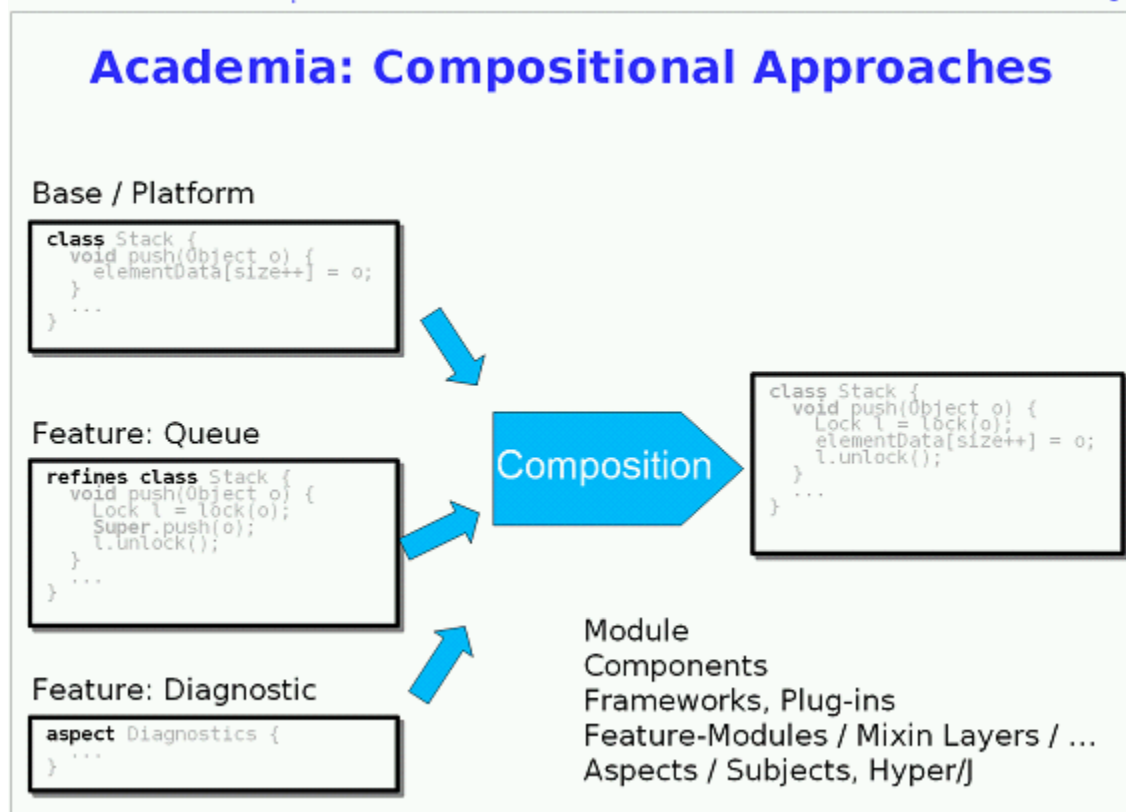 Academia: Compositional Approaches
Base / Platform
class Stack {
void push(Object o) {
elementData[size++] = o;
}
...
}
Feature: Queue
refines class Stack {
void push(Object o) {
Lock l = lock(o);
Super.push(o);
l.unlock();
}
...
}
Feature: Diagnostic
aspect Diagnostics {
...
}
Composition
class Stack {
void push(Object o) {
Lock l = lock(o);
elementData[size++] = o;
l.unlock();
}
...
}
Module
Components
Frameworks, Plug-ins
Feature-Modules / Mixin Layers / ...
Aspects / Subjects, Hyper/J